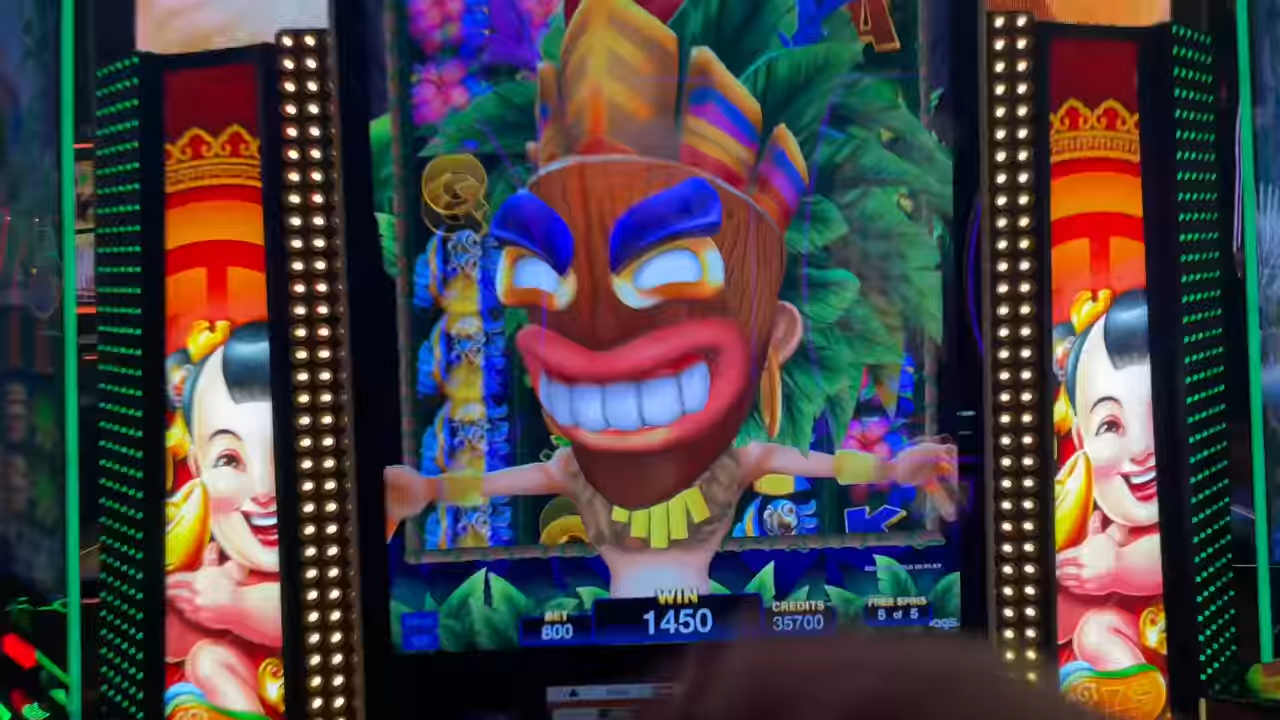 A
Q
K
WIN
1450
BET
800
CREDITS
35700
FREE SPINS
5 of 5